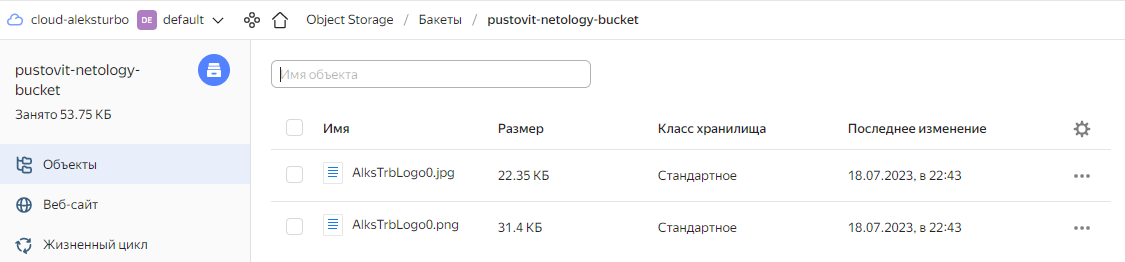 cloud-aleksturbo DE default Object Storage / Бакеты / pustovit-netology-bucket
pustovit-netology-
bucket
Занято 53.75 КБ
Объекты
Веб-сайт
Жизненный цикл
Имя объекта
Имя Размер Класс хранилища Последнее изменение
AlksTrbLogo0.jpg 22.35 КБ Стандартное 18.07.2023, в 22:43
AlksTrbLogo0.png 31.4 КБ Стандартное 18.07.2023, в 22:43